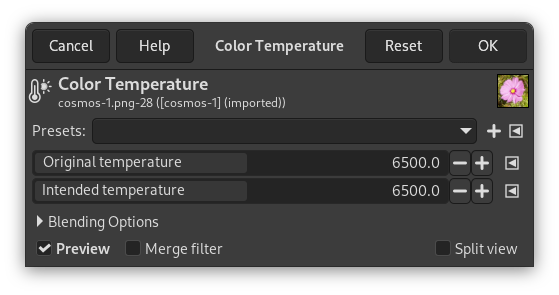 Cancel Help Color Temperature Reset OK
Color Temperature
cosmos-1.png-28 ([cosmos-1] (imported))
Presets:
Original temperature 6500.0
Intended temperature 6500.0
Blending Options
Preview Merge filter Split view